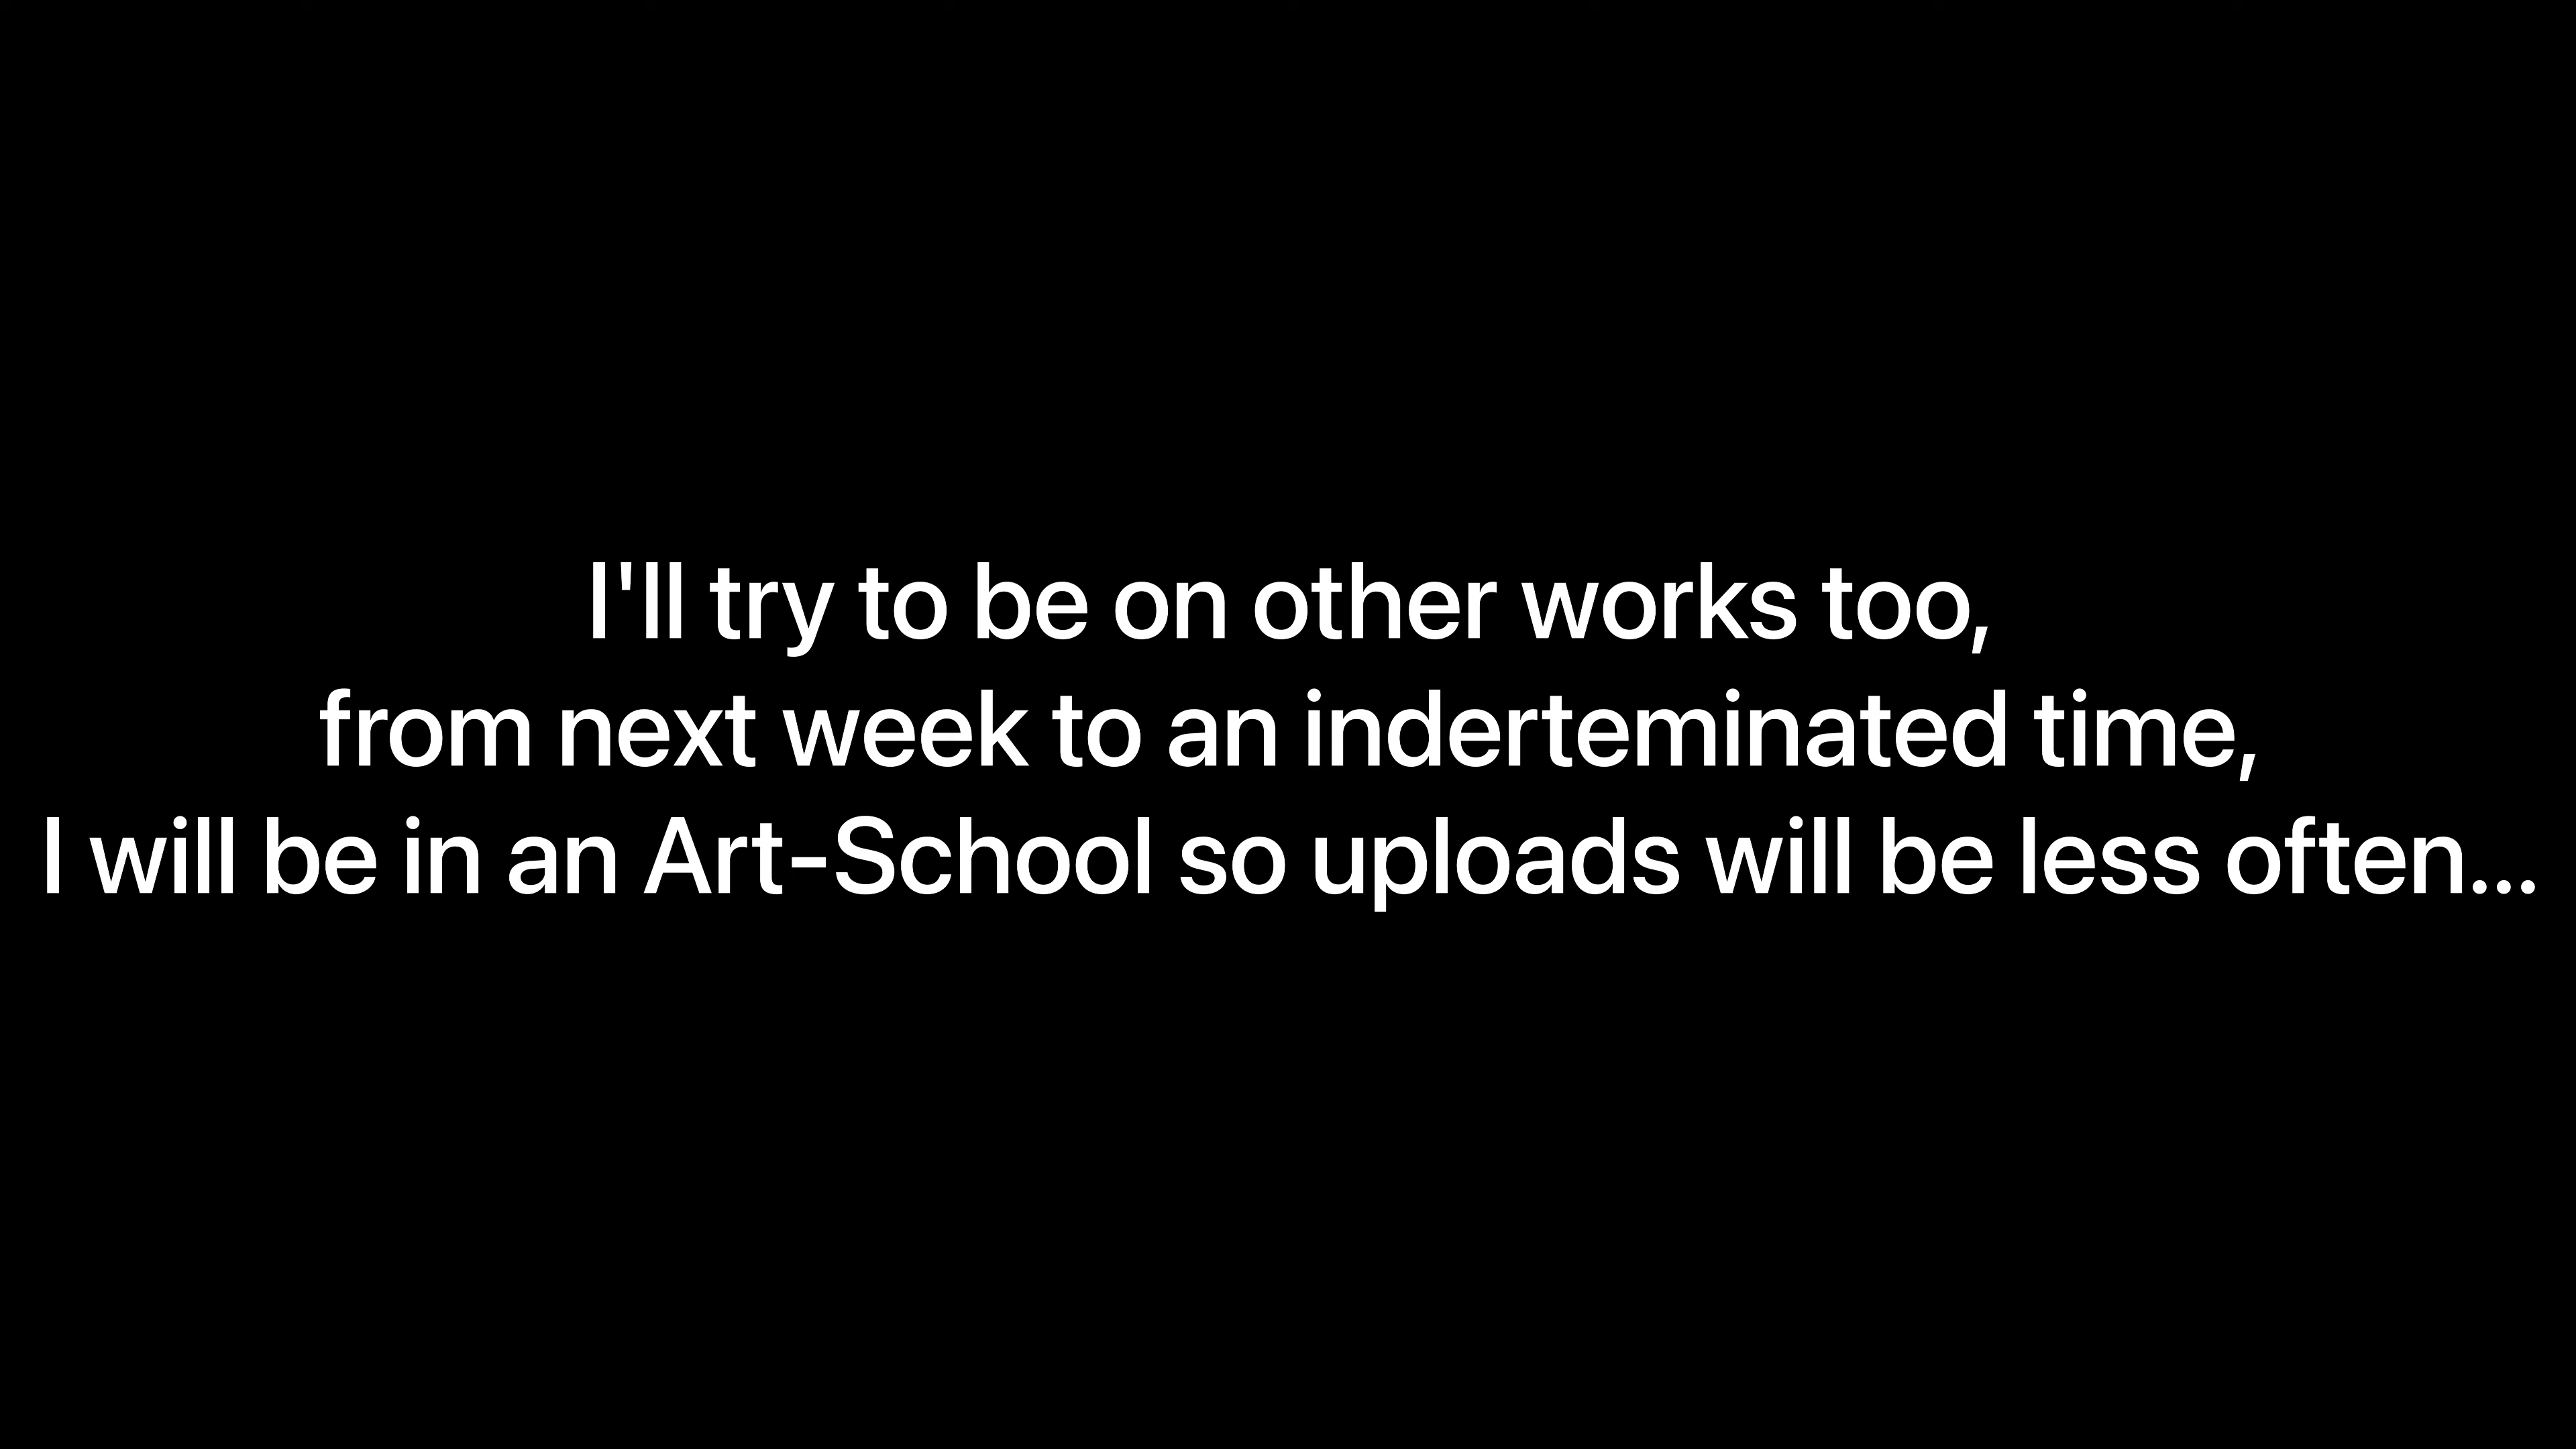 I'll try to be on other works too,
from next week to an inderteminated time,
I will be in an Art-School so uploads will be less often...